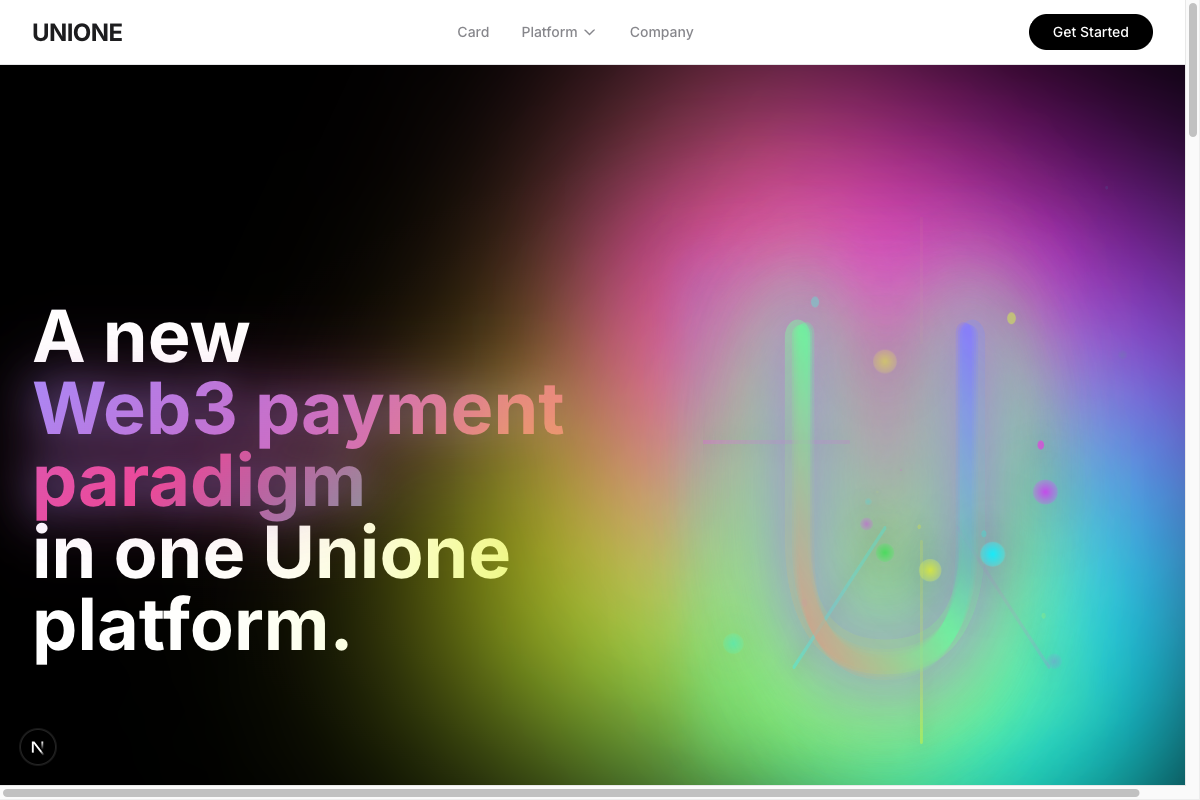 UNIONE
Card
Platform
Company
Get Started
A new
Web3 payment
paradigm
in one Unione
platform.
N